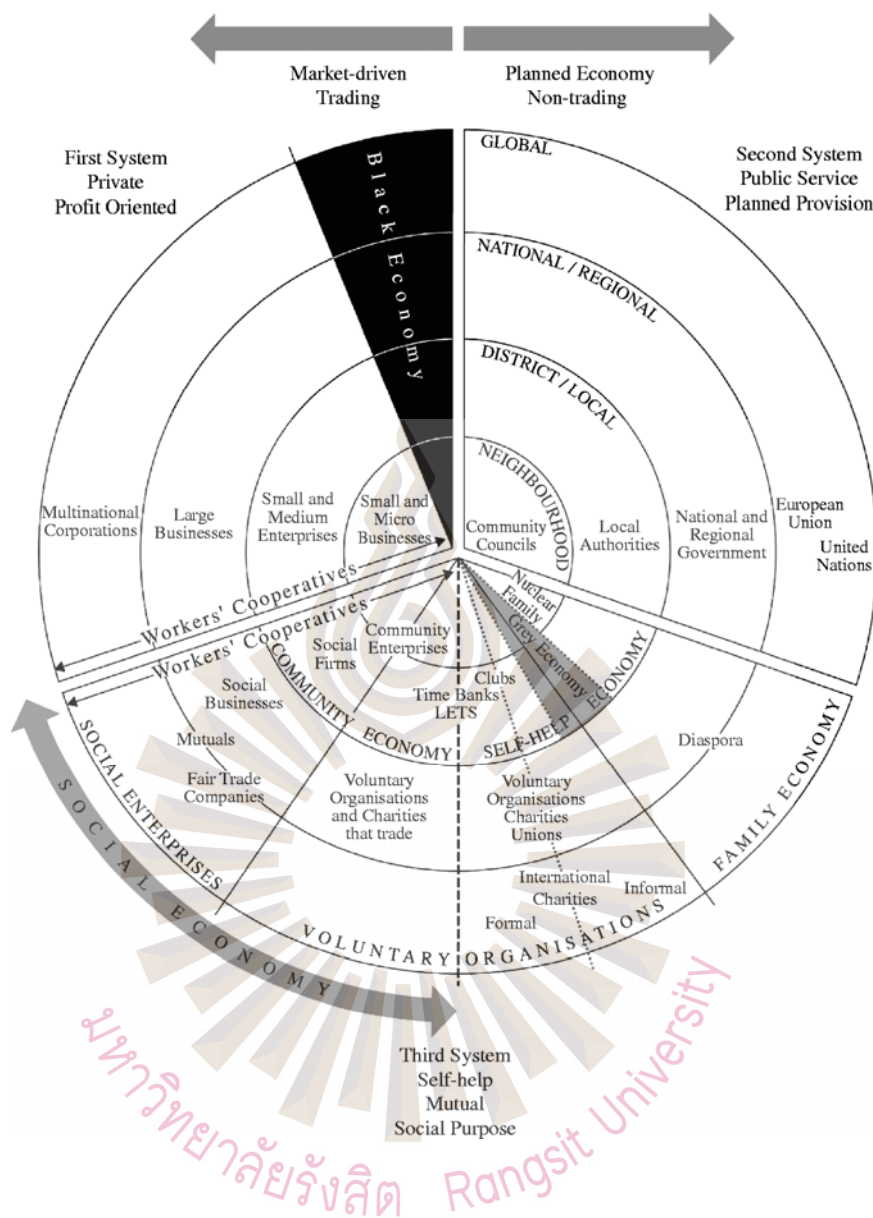 Market-driven
Trading
Planned Economy
Non-trading
First System
Private
Profit Oriented
Second System
Public Service
Planned Provision
Black Economy
GLOBAL
NATIONAL / REGIONAL
DISTRICT / LOCAL
NEIGHBOURHOOD
Multinational
Corporations
Large
Businesses
Small and
Medium
Enterprises
Small and
Micro
Businesses
Community
Councils
Local
Authorities
National and
Regional
Government
European
Union
United
Nations
Workers' Cooperatives
Workers' Cooperatives
Nuclear
Family
Grey Economy
Social
Firms
Community
Enterprises
Clubs
Time Banks
LETS
COMMUNITY ECONOMY
SELF-HELP ECONOMY
Social
Businesses
Mutuals
Fair Trade
Companies
Voluntary
Organisations
and Charities
that trade
Voluntary
Organisations
Charities
Unions
Diaspora
International
Charities
Informal
Formal
SOCIAL ENTERPRISES
VOLUNTARY ORGANISATIONS
FAMILY ECONOMY
SOCIAL ECONOMY
Third System
Self-help
Mutual
Social Purpose
มหาวิทยาลัยรังสิต Rangsit University